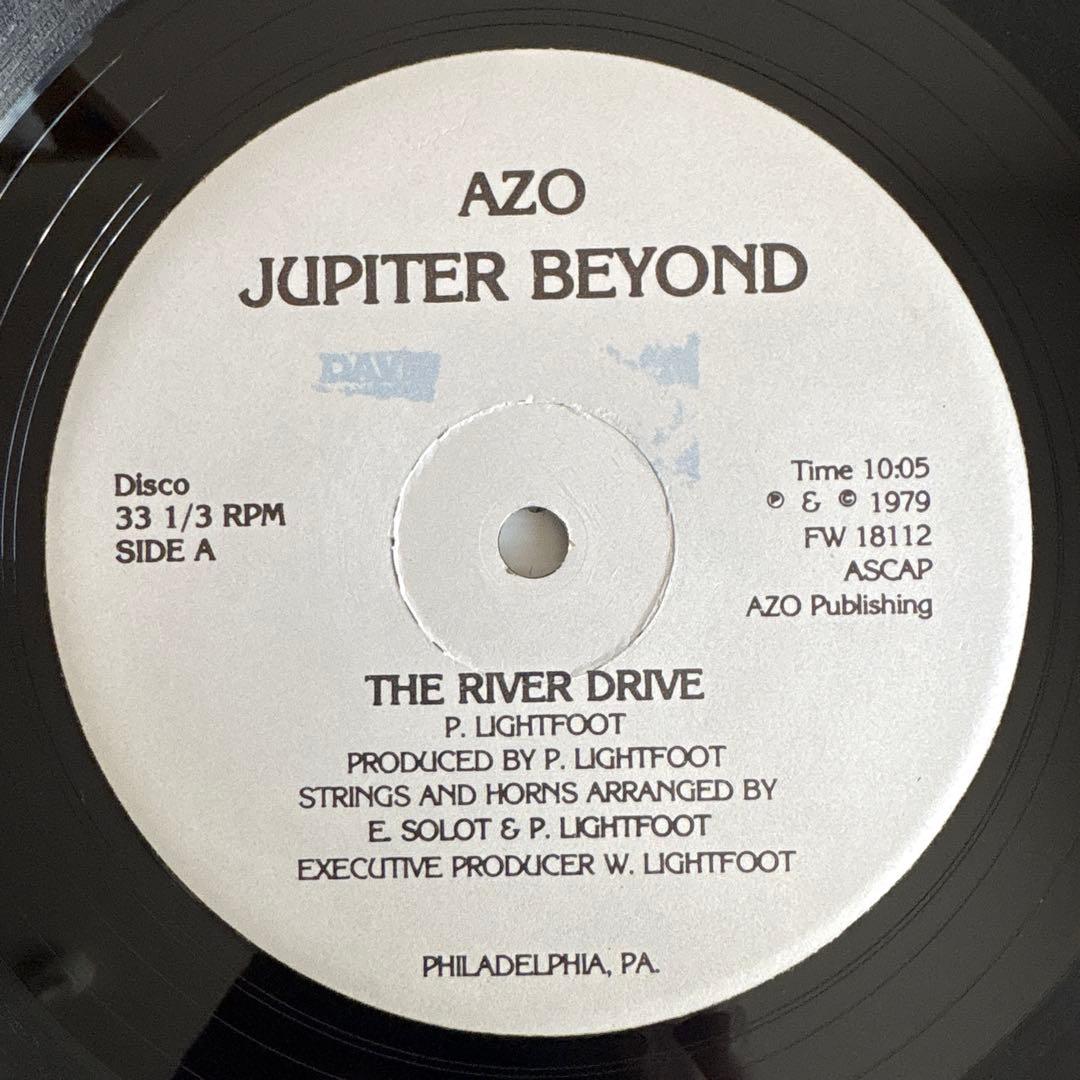 AZO
JUPITER BEYOND
Disco
33 1/3 RPM
SIDE A
Time 10:05
℗ & © 1979
FW 18112
ASCAP
AZO Publishing
THE RIVER DRIVE
P. LIGHTFOOT
PRODUCED BY P. LIGHTFOOT
STRINGS AND HORNS ARRANGED BY
E. SOLOT & P. LIGHTFOOT
EXECUTIVE PRODUCER W. LIGHTFOOT
PHILADELPHIA, PA.